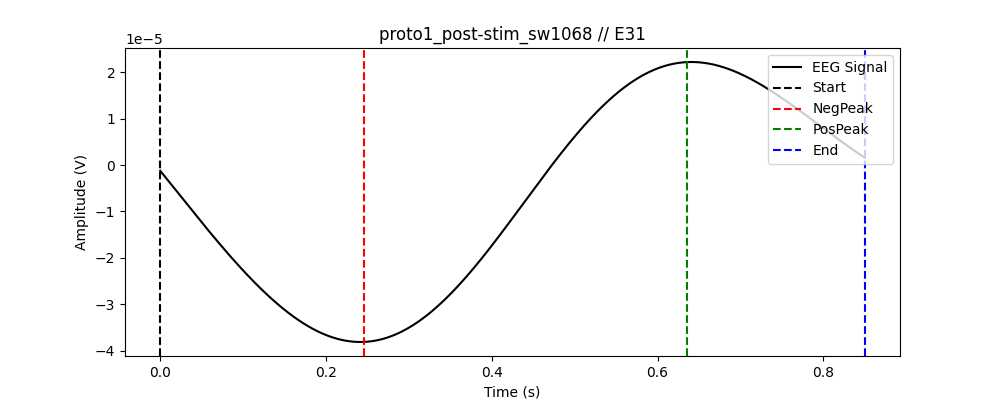 proto1_post-stim_sw1068 // E31
1e−5
EEG Signal
Start
NegPeak
PosPeak
End
2
1
0
−1
−2
−3
−4
Amplitude (V)
0.0
0.2
0.4
0.6
0.8
Time (s)